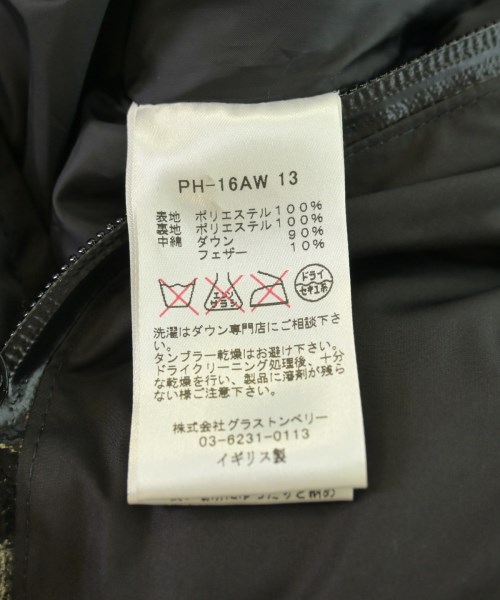 PH-16AW 13
表地 ポリエステル100%
裏地 ポリエステル100%
中綿 ダウン 90%
フェザー 10%
エンソ サラシ
ドライ
セキユ系
洗濯はダウン専門店にご相談下さ
い。
タンブラー乾燥はお避け下さい。
ドライクリーニング処理後、十分
な乾燥を行い、製品に溶剤が残ら
ない様ご注意下さい。
株式会社グラストンベリー
03-6231-0113
イギリス製